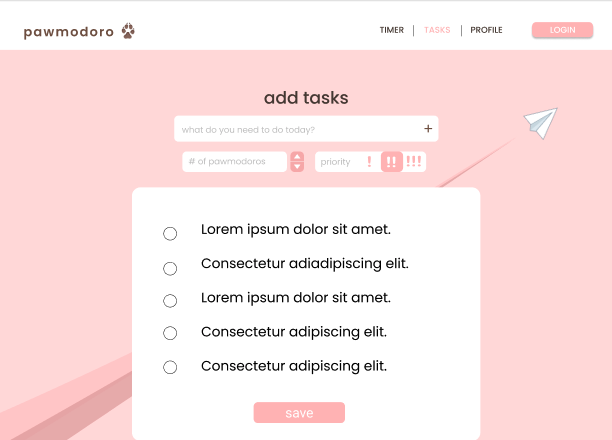 pawmodoro
TIMER | TASKS | PROFILE
LOGIN
add tasks
what do you need to do today? +
# of pawmodoros
priority ! !! !!!
Lorem ipsum dolor sit amet.
Consectetur adiadipiscing elit.
Lorem ipsum dolor sit amet.
Consectetur adipiscing elit.
Consectetur adipiscing elit.
save